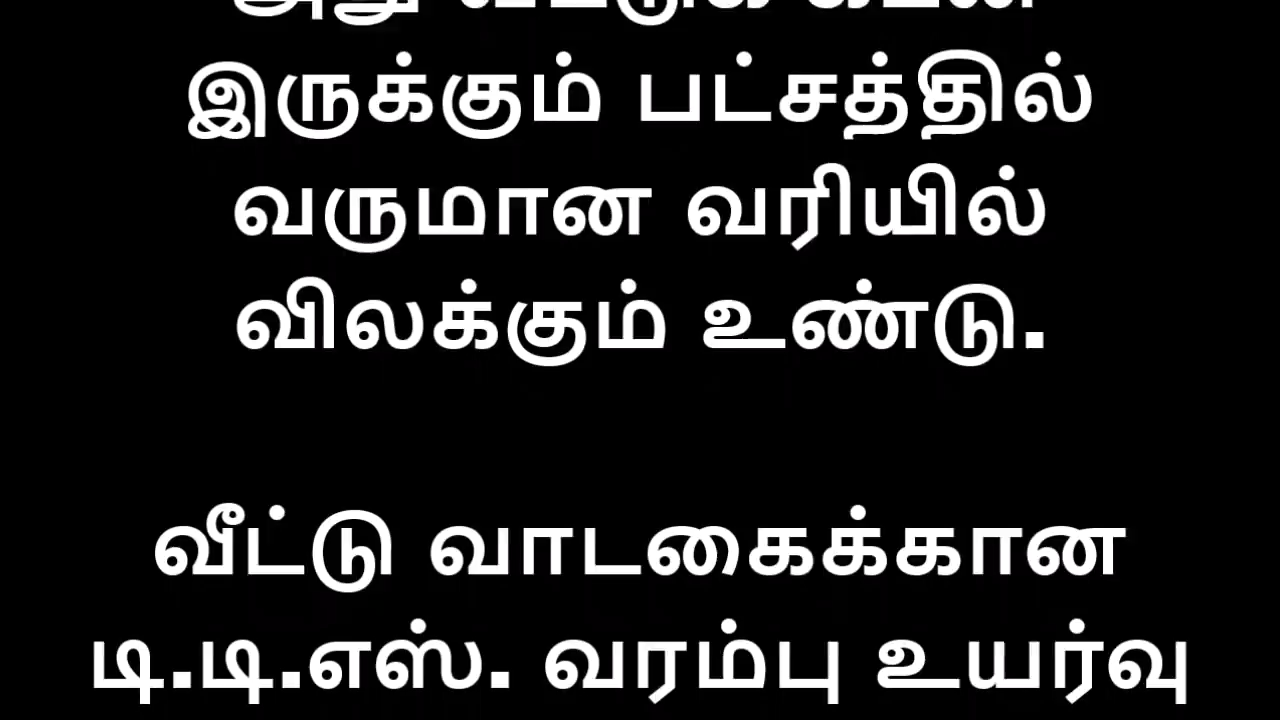 இருக்கும் பட்சத்தில்
வருமான வரியில்
விலக்கும் உண்டு.
வீட்டு வாடகைக்கான
டி.டி.எஸ். வரம்பு உயர்வு